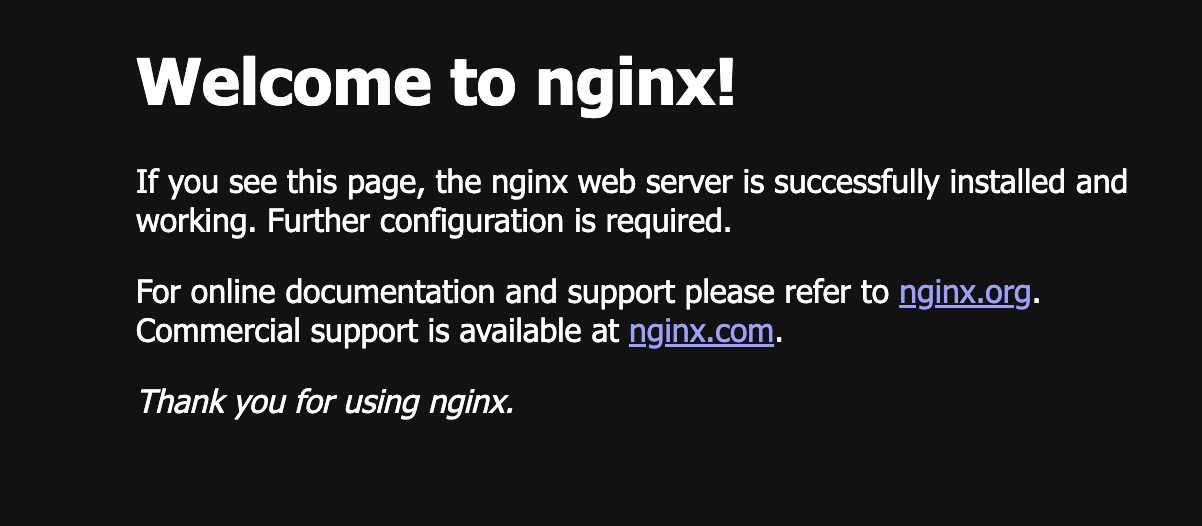 Welcome to nginx!
If you see this page, the nginx web server is successfully installed and
working. Further configuration is required.
For online documentation and support please refer to nginx.org.
Commercial support is available at nginx.com.
Thank you for using nginx.